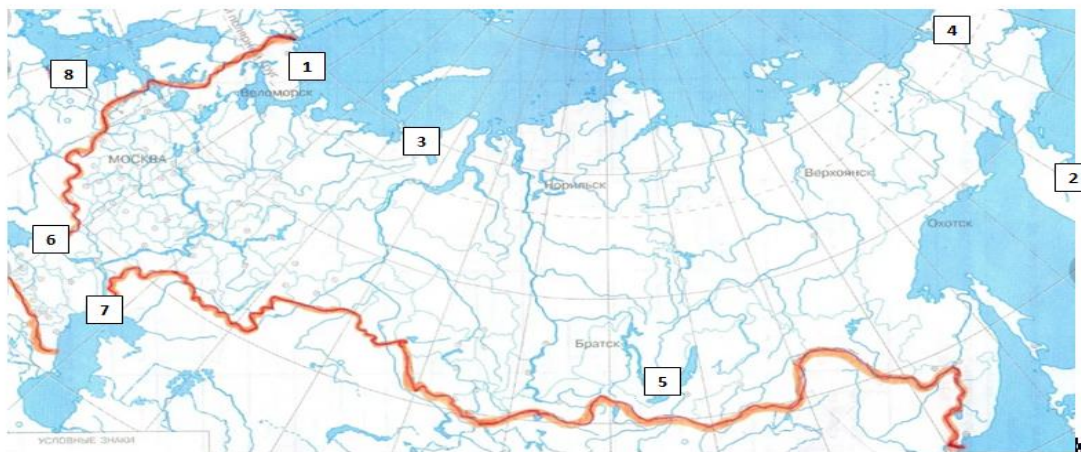 4
8
1
Беломорск
3
МОСКВА
Норильск
Верхоянск
2
6
Охотск
7
Братск
5
УСЛОВНЫЕ ЗНАКИ